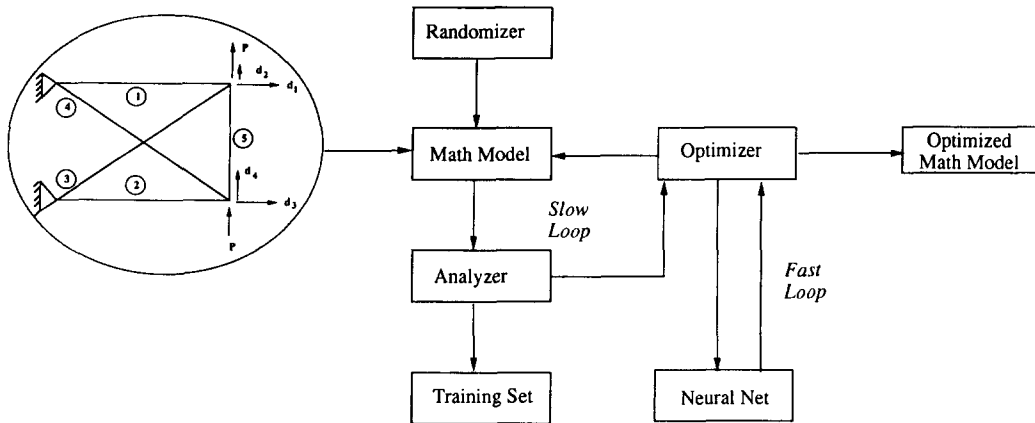 Randomizer
P
d2
d1
4
1
5
3
2
d4
d3
P
Math Model
Optimizer
Optimized
Math Model
Slow
Loop
Analyzer
Fast
Loop
Training Set
Neural Net